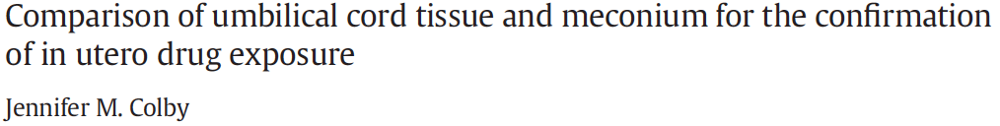 Comparison of umbilical cord tissue and meconium for the confirmation
of in utero drug exposure
Jennifer M. Colby